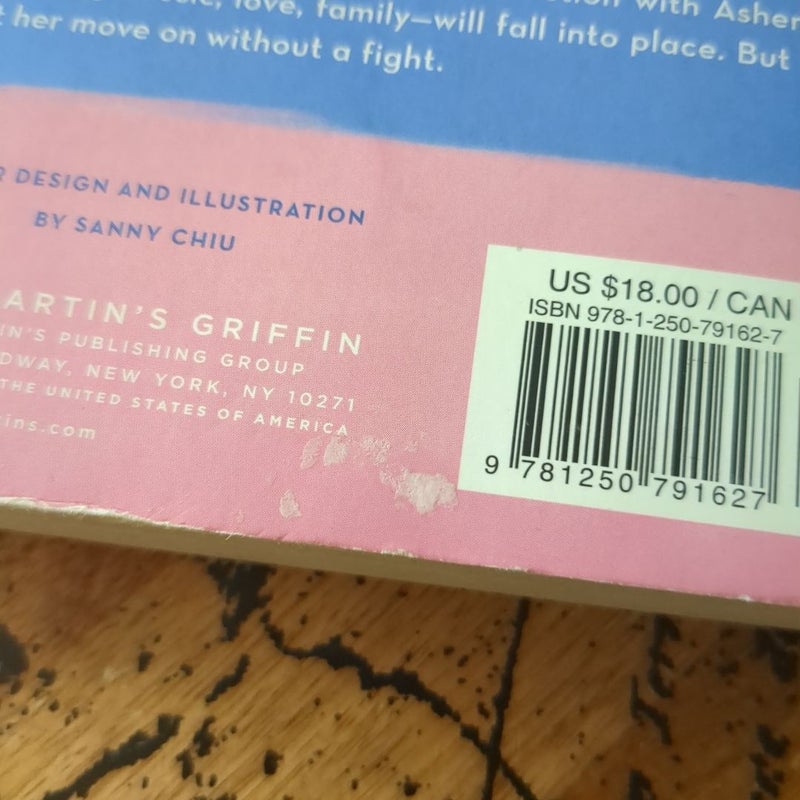 love, family—will fall into place. But
with Asher
her move on without a fight.
DESIGN AND ILLUSTRATION
BY SANNY CHIU
ARTIN'S GRIFFIN
IN'S PUBLISHING GROUP
DWAY, NEW YORK, NY 10271
THE UNITED STATES OF AMERICA
ins.com
US $18.00 / CAN
ISBN 978-1-250-79162-7
9 781250 791627